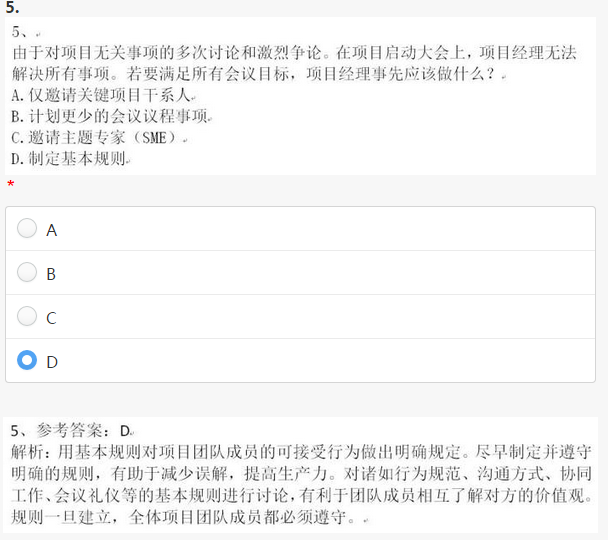 5.
5、
由于对项目无关事项的多次讨论和激烈争论。在项目启动大会上，项目经理无法
解决所有事项。若要满足所有会议目标，项目经理事先应该做什么？
A.仅邀请关键项目干系人
B.计划更少的会议议程事项
C.邀请主题专家（SME）
D.制定基本规则
*
A
B
C
D
5、参考答案：D
解析：用基本规则对项目团队成员的可接受行为做出明确规定。尽早制定并遵守
明确的规则，有助于减少误解，提高生产力。对诸如行为规范、沟通方式、协同
工作、会议礼仪等的基本规则进行讨论，有利于团队成员相互了解对方的价值观。
规则一旦建立，全体项目团队成员都必须遵守。